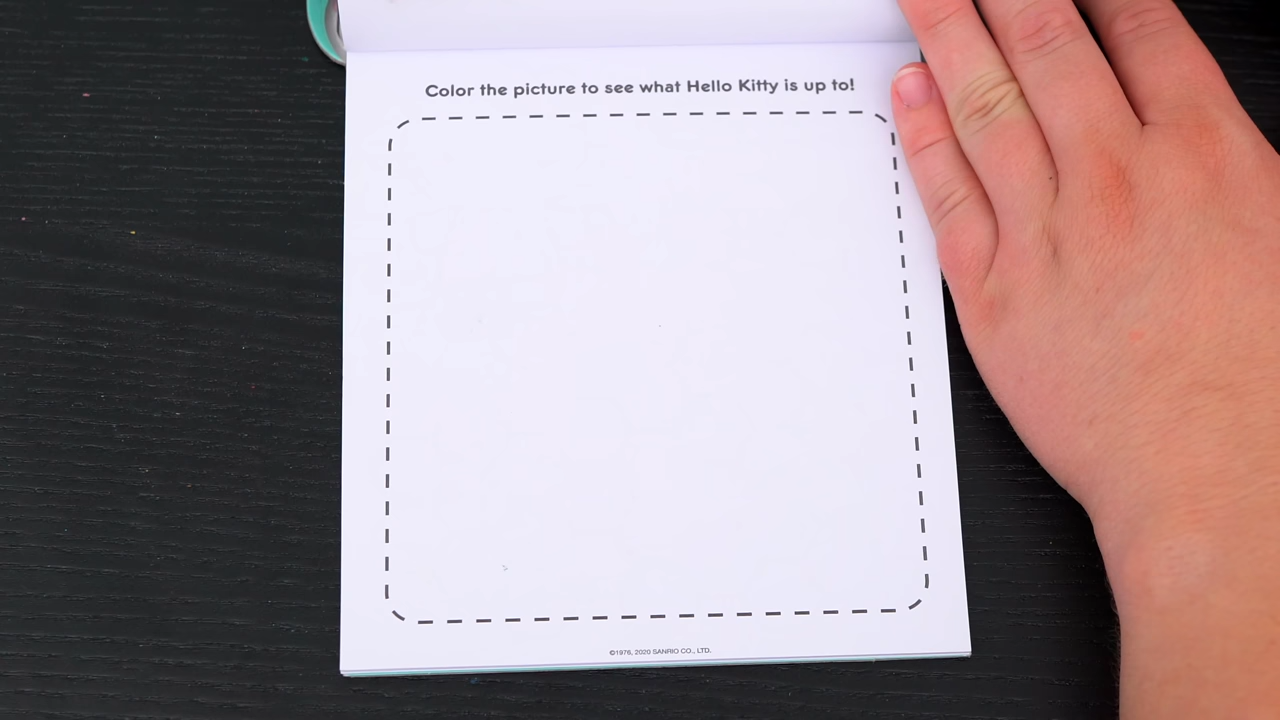 Color the picture to see what Hello Kitty is up to!
©1976, 2020 SANRIO CO., LTD.